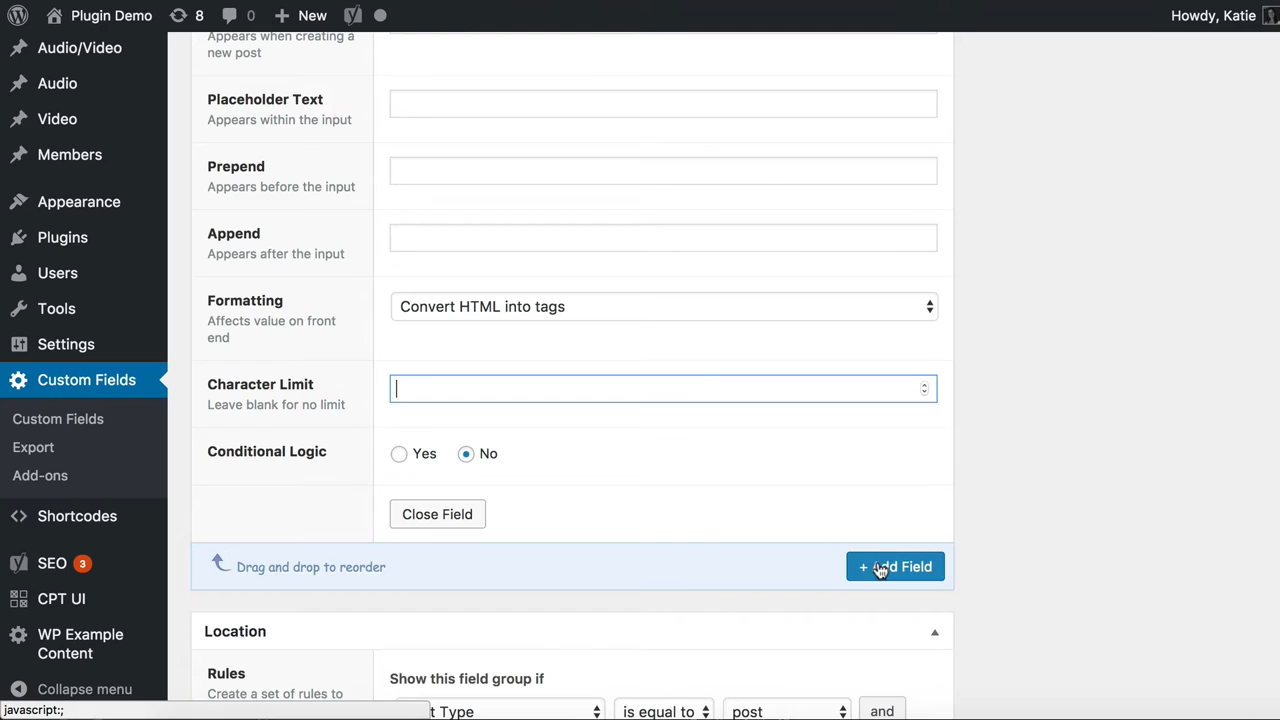 Plugin Demo
8
0
New
Howdy, Katie
Audio/Video
Audio
Video
Members
Appearance
Plugins
Users
Tools
Settings
Custom Fields
Custom Fields
Export
Add-ons
Shortcodes
SEO 3
CPT UI
WP Example
Content
Collapse menu
Appears when creating a
new post
Placeholder Text
Appears within the input
Prepend
Appears before the input
Append
Appears after the input
Formatting
Affects value on front
end
Convert HTML into tags
Character Limit
Leave blank for no limit
Conditional Logic
Yes
No
Close Field
Drag and drop to reorder
+ Add Field
Location
Rules
Create a set of rules to
Show this field group if
is equal to
post
and
javascript:;